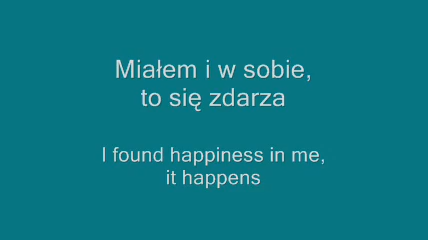 Miałem i w sobie,
to się zdarza
I found happiness in me,
it happens